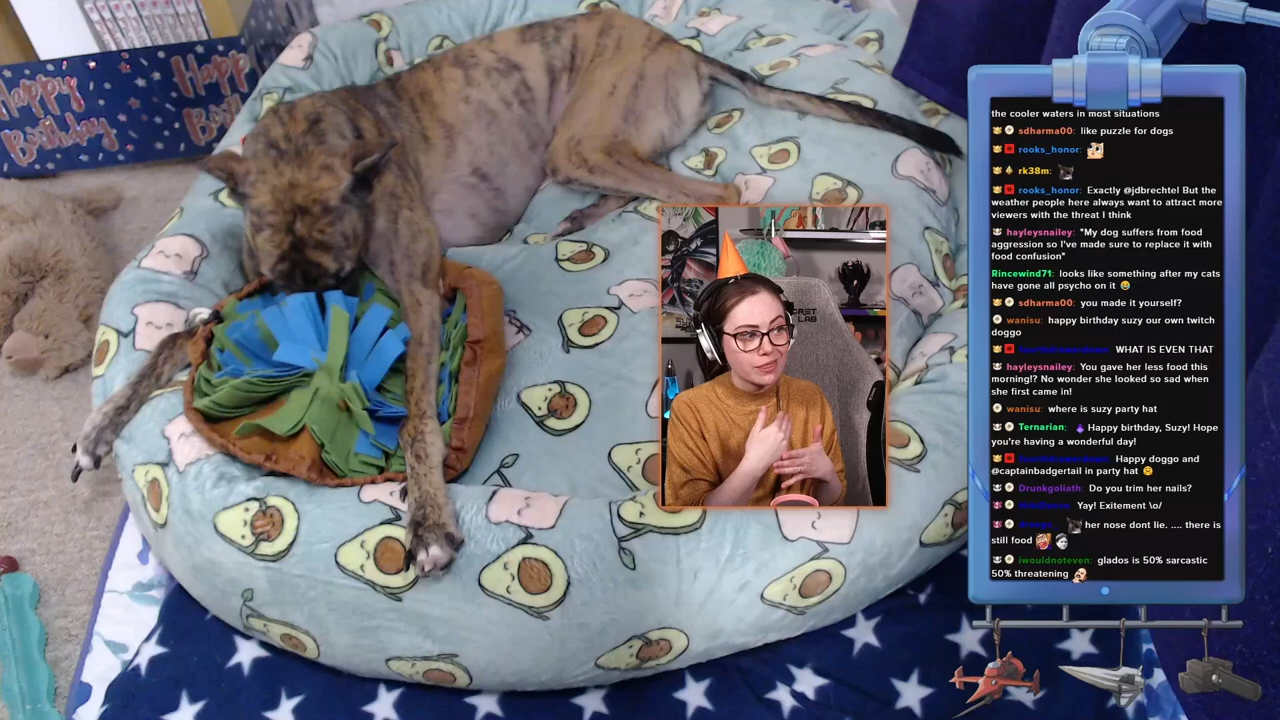 Happy
Birthday
Happ
Bir
CRST
LAB
the cooler waters in most situations
sdharma00: like puzzle for dogs
rooks_honor:
rk38m:
rooks_honor: Exactly @jdbrechtel But the
weather people here always want to attract more
viewers with the threat I think
hayleysnailey: "My dog suffers from food
aggression so I've made sure to replace it with
food confusion"
Rincewind71: looks like something after my cats
have gone all psycho on it 😂
sdharma00: you made it yourself?
wanisu: happy birthday suzy our own twitch
doggo
WHAT IS EVEN THAT
hayleysnailey: You gave her less food this
morning!? No wonder she looked so sad when
she first came in!
wanisu: where is suzy party hat
Ternarian: Happy birthday, Suzy! Hope
you're having a wonderful day!
Happy doggo and
@captainbadgertail in party hat
Drunkgoliath: Do you trim her nails?
Yay! Exitement \o/
her nose dont lie. .... there is
still food
iwouldnoteven: glados is 50% sarcastic
50% threatening